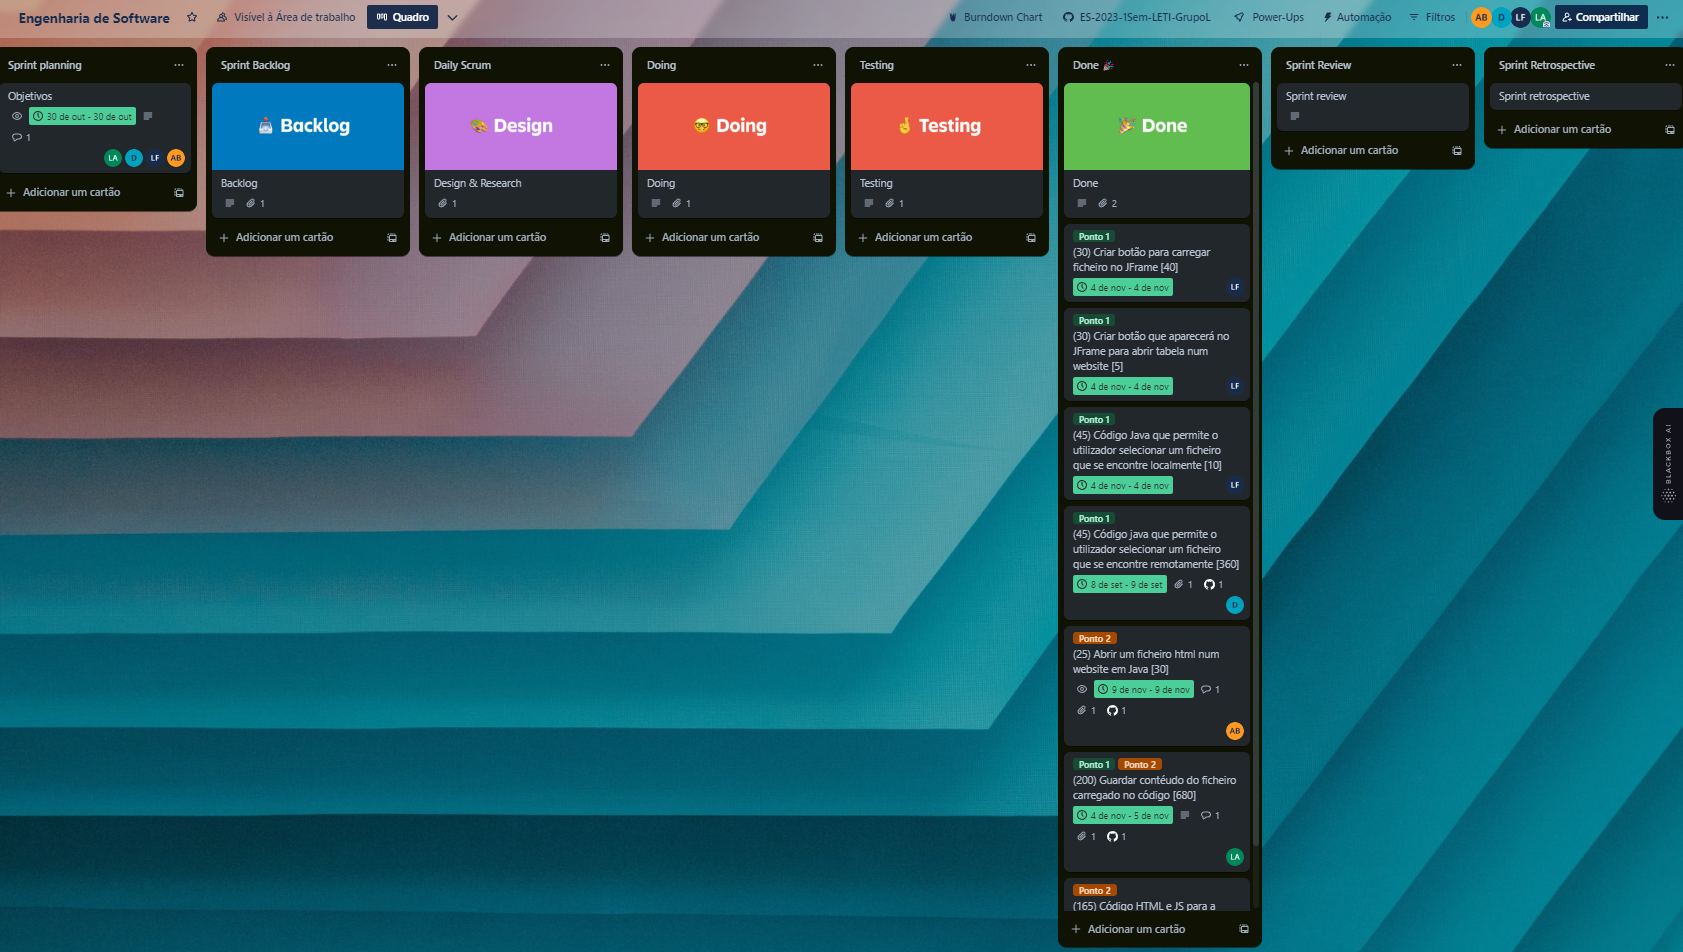 Engenharia de Software
Visível à Área de trabalho
Quadro
Burndown Chart
ES-2023-1Sem-LETI-GrupoL
Power-Ups
Automação
Filtros
AB
D
LF
LA
Compartilhar
Sprint planning
Objetivos
30 de out - 30 de out
1
LA
D
LF
AB
Adicionar um cartão
Sprint Backlog
Backlog
Backlog
1
Adicionar um cartão
Daily Scrum
Design
Design & Research
1
Adicionar um cartão
Doing
Doing
Doing
1
Adicionar um cartão
Testing
Testing
Testing
1
Adicionar um cartão
Done
Done
Done
2
Ponto 1
(30) Criar botão para carregar
ficheiro no JFrame [40]
4 de nov - 4 de nov
LF
Ponto 1
(30) Criar botão que aparecerá no
JFrame para abrir tabela num
website [5]
4 de nov - 4 de nov
LF
Ponto 1
(45) Código Java que permite o
utilizador selecionar um ficheiro
que se encontre localmente [10]
4 de nov - 4 de nov
LF
Ponto 1
(45) Código java que permite o
utilizador selecionar um ficheiro
que se encontre remotamente [360]
8 de set - 9 de set
1
1
D
Ponto 2
(25) Abrir um ficheiro html num
website em Java [30]
9 de nov - 9 de nov
1
1
1
AB
Ponto 1 Ponto 2
(200) Guardar contéudo do ficheiro
carregado no código [680]
4 de nov - 5 de nov
1
1
1
LA
Ponto 2
(165) Código HTML e JS para a
Adicionar um cartão
Sprint Review
Sprint review
Adicionar um cartão
Sprint Retrospective
Sprint retrospective
Adicionar um cartão
BLACKBOX AI